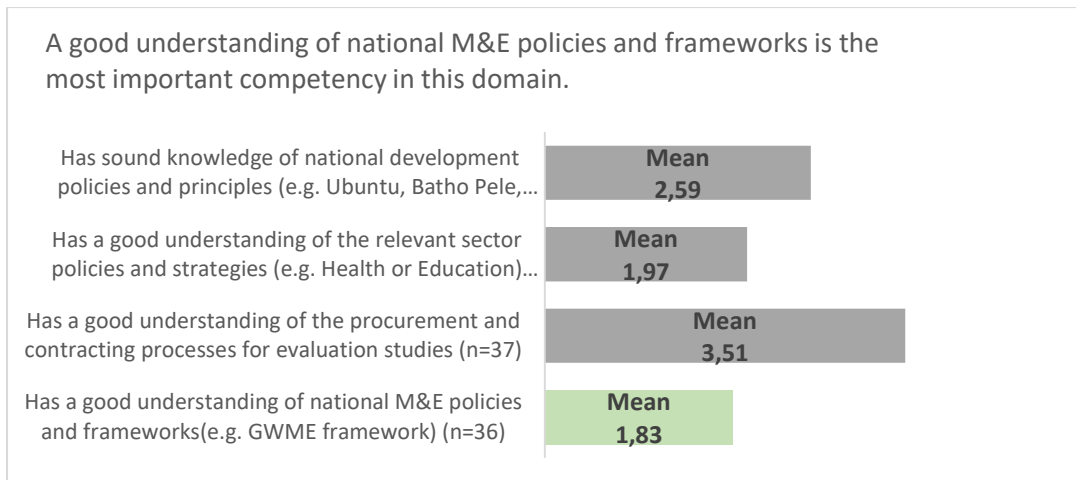 A good understanding of national M&E policies and frameworks is the
most important competency in this domain.
Has sound knowledge of national development
policies and principles (e.g. Ubuntu, Batho Pele,...
Mean
2,59
Has a good understanding of the relevant sector
policies and strategies (e.g. Health or Education)...
Mean
1,97
Has a good understanding of the procurement and
contracting processes for evaluation studies (n=37)
Mean
3,51
Has a good understanding of national M&E policies
and frameworks(e.g. GWME framework) (n=36)
Mean
1,83